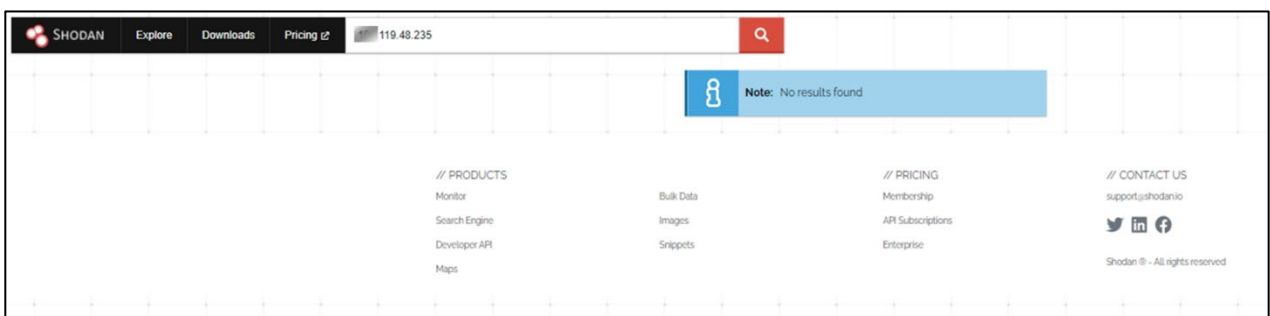 SHODAN Explore Downloads Pricing 119.48.235
Note: No results found
// PRODUCTS // PRICING // CONTACT US
Monitor Bulk Data Membership support@shodan.io
Search Engine Images API Subscriptions
Developer API Snippets Enterprise
Maps Shodan ® - All rights reserved